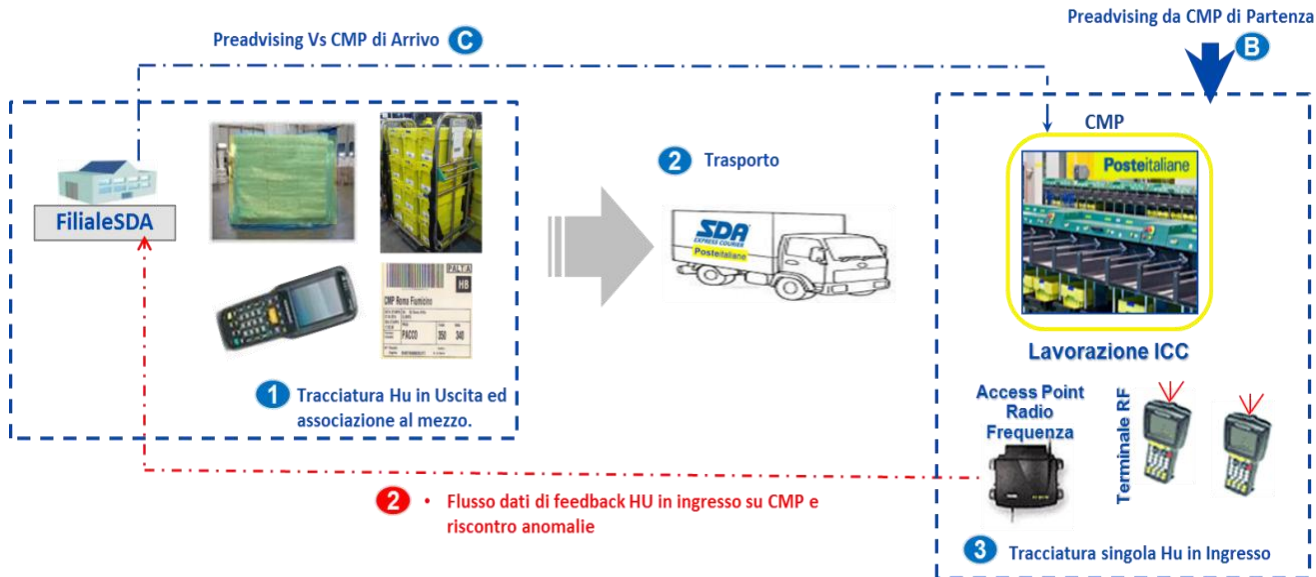 Preadvising da CMP di Partenza
B
Preadvising Vs CMP di Arrivo C
CMP
Posteitaliane
FilialeSDA
2 Trasporto
SDA
EXPRESS COURIER
Posteitaliane
PALTA
HB
CMP Roma Fiumicino
PACCO 350 340
1 Tracciatura Hu in Uscita ed
associazione al mezzo.
Lavorazione ICC
Access Point
Radio
Frequenza
Terminale RF
2 • Flusso dati di feedback HU in ingresso su CMP e
riscontro anomalie
3 Tracciatura singola Hu in Ingresso